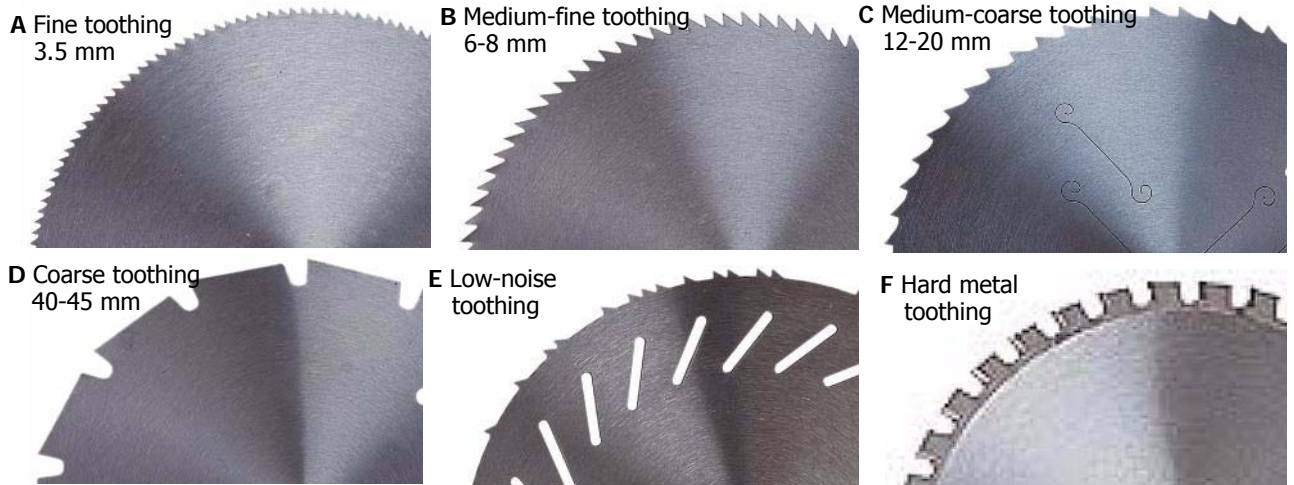 A Fine toothing
3.5 mm
B Medium-fine toothing
6-8 mm
C Medium-coarse toothing
12-20 mm
D Coarse toothing
40-45 mm
E Low-noise
toothing
F Hard metal
toothing